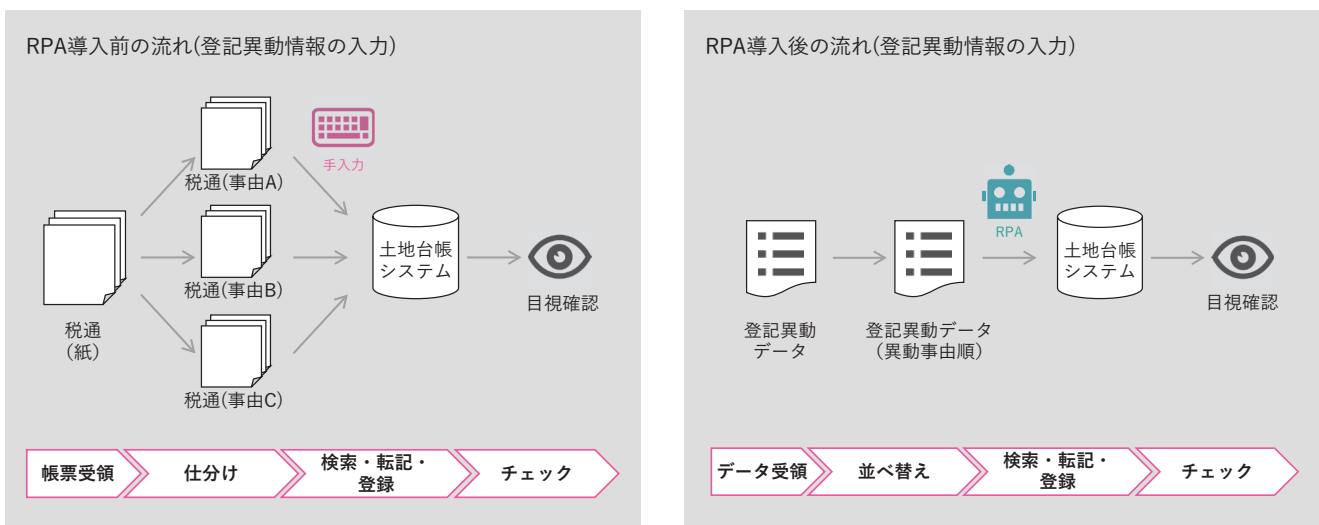 RPA導入前の流れ(登記異動情報の入力)
手入力
税通(事由A)
税通(事由B)
税通(事由C)
税通
(紙)
土地台帳
システム
目視確認
帳票受領
仕分け
検索・転記・
登録
チェック
RPA導入後の流れ(登記異動情報の入力)
RPA
土地台帳
システム
目視確認
登記異動
データ
登記異動データ
(異動事由順)
データ受領
並べ替え
検索・転記・
登録
チェック